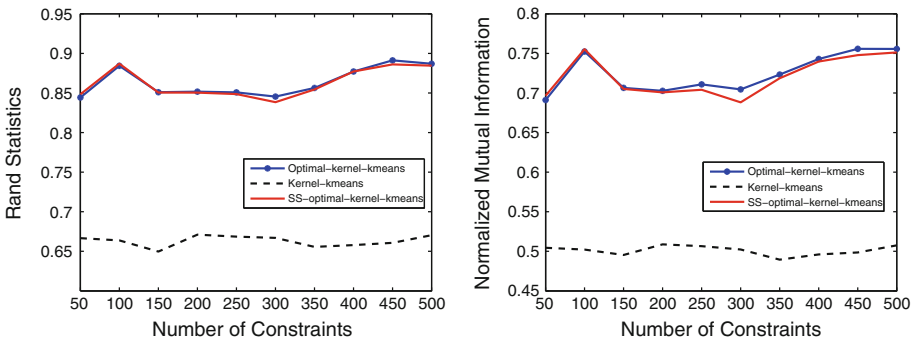 Rand Statistics
0.95
0.9
0.85
0.8
0.75
0.7
0.65
50 100 150 200 250 300 350 400 450 500
Number of Constraints
Optimal-kernel-kmeans
Kernel-kmeans
SS-optimal-kernel-kmeans
Normalized Mutual Information
0.8
0.75
0.7
0.65
0.6
0.55
0.5
0.45
50 100 150 200 250 300 350 400 450 500
Number of Constraints
Optimal-kernel-kmeans
Kernel-kmeans
SS-optimal-kernel-kmeans